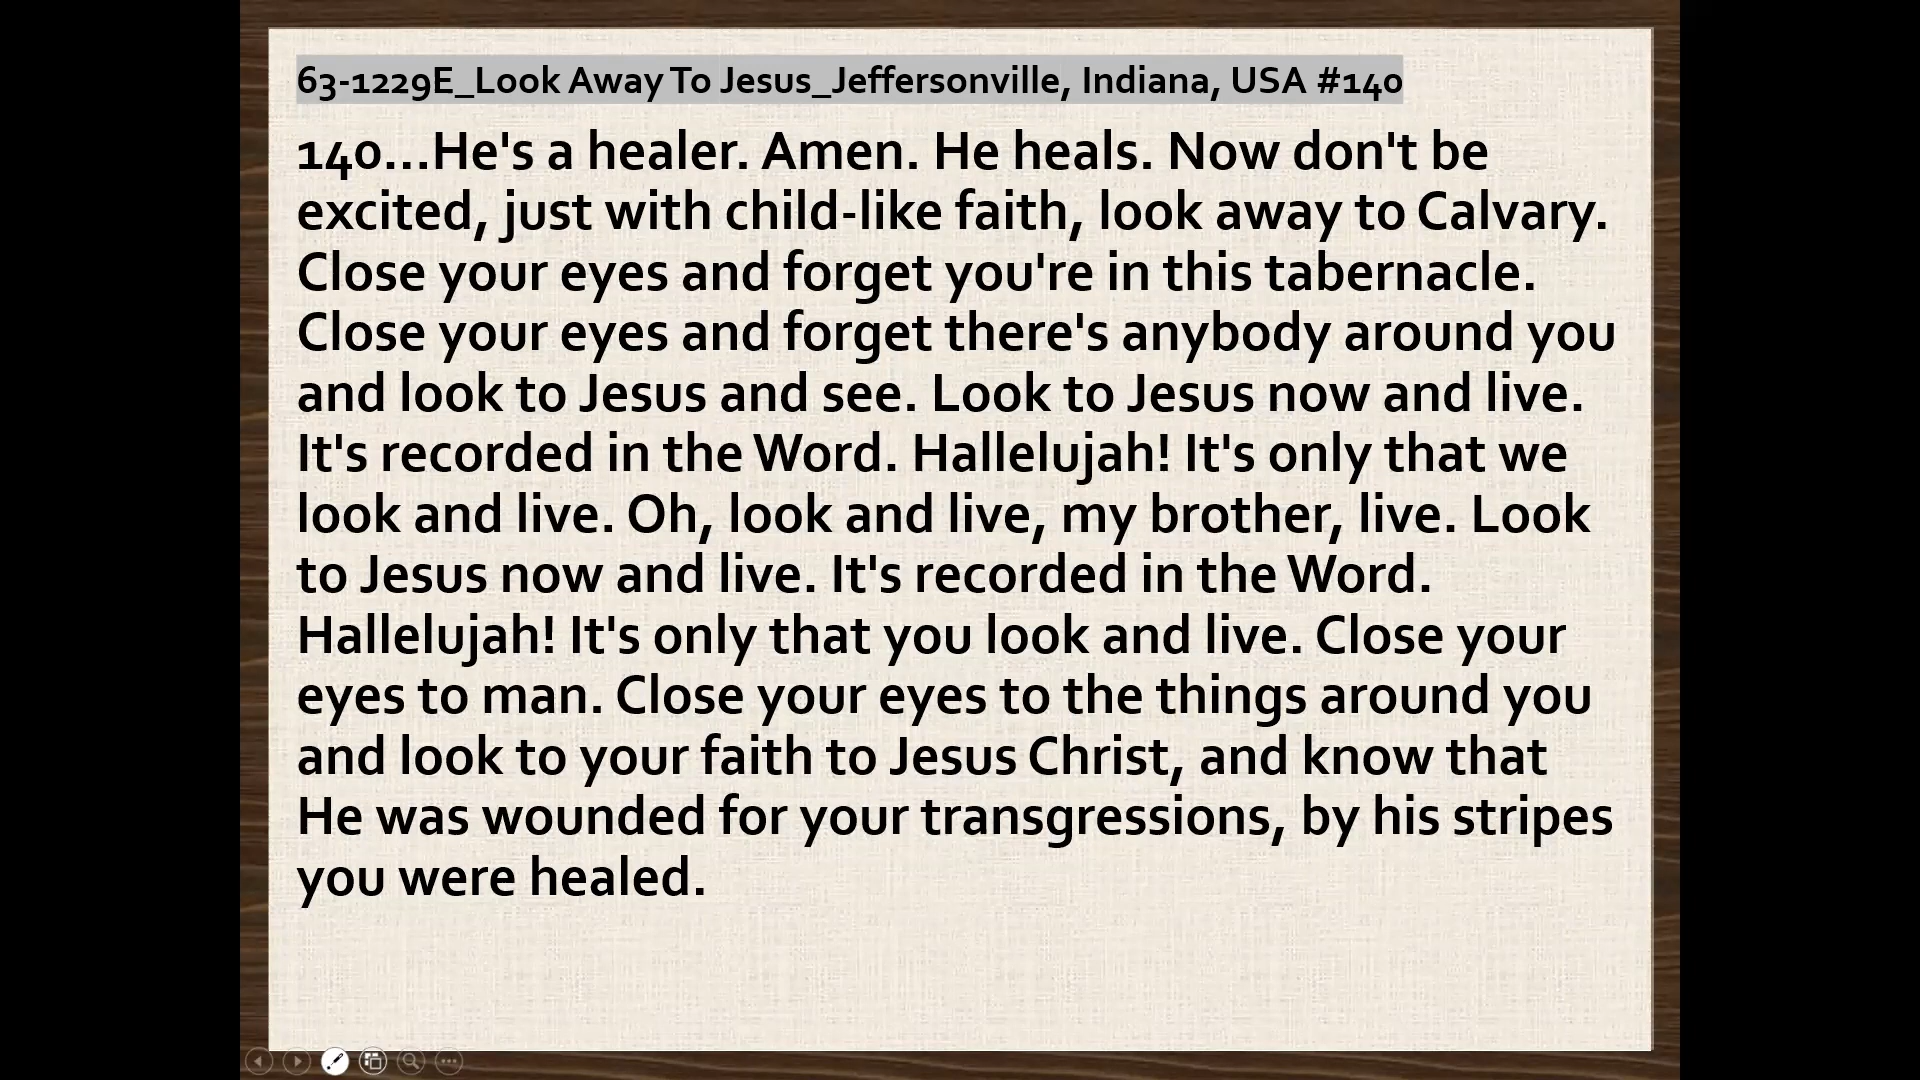 63-1229E_Look Away To Jesus_Jeffersonville, Indiana, USA #140
140...He's a healer. Amen. He heals. Now don't be
excited, just with child-like faith, look away to Calvary.
Close your eyes and forget you're in this tabernacle.
Close your eyes and forget there's anybody around you
and look to Jesus and see. Look to Jesus now and live.
It's recorded in the Word. Hallelujah! It's only that we
look and live. Oh, look and live, my brother, live. Look
to Jesus now and live. It's recorded in the Word.
Hallelujah! It's only that you look and live. Close your
eyes to man. Close your eyes to the things around you
and look to your faith to Jesus Christ, and know that
He was wounded for your transgressions, by his stripes
you were healed.